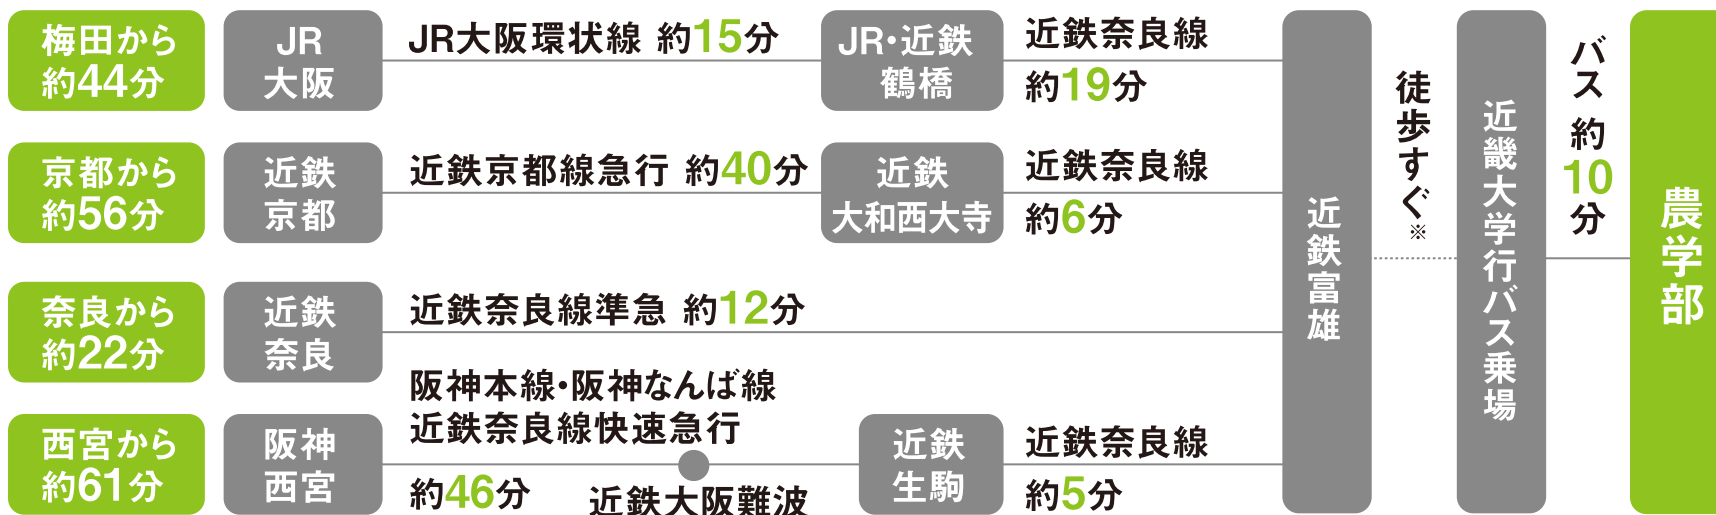 梅田から
約44分
JR
大阪
JR大阪環状線 約15分
JR・近鉄
鶴橋
近鉄奈良線
約19分
京都から
約56分
近鉄
京都
近鉄京都線急行 約40分
近鉄
大和西大寺
近鉄奈良線
約6分
奈良から
約22分
近鉄
奈良
近鉄奈良線準急 約12分
西宮から
約61分
阪神
西宮
阪神本線・阪神なんば線
近鉄奈良線快速急行
約46分
近鉄大阪難波
近鉄
生駒
近鉄奈良線
約5分
近鉄富雄
徒歩すぐ※
近畿大学行バス乗場
バス 約10分
農学部